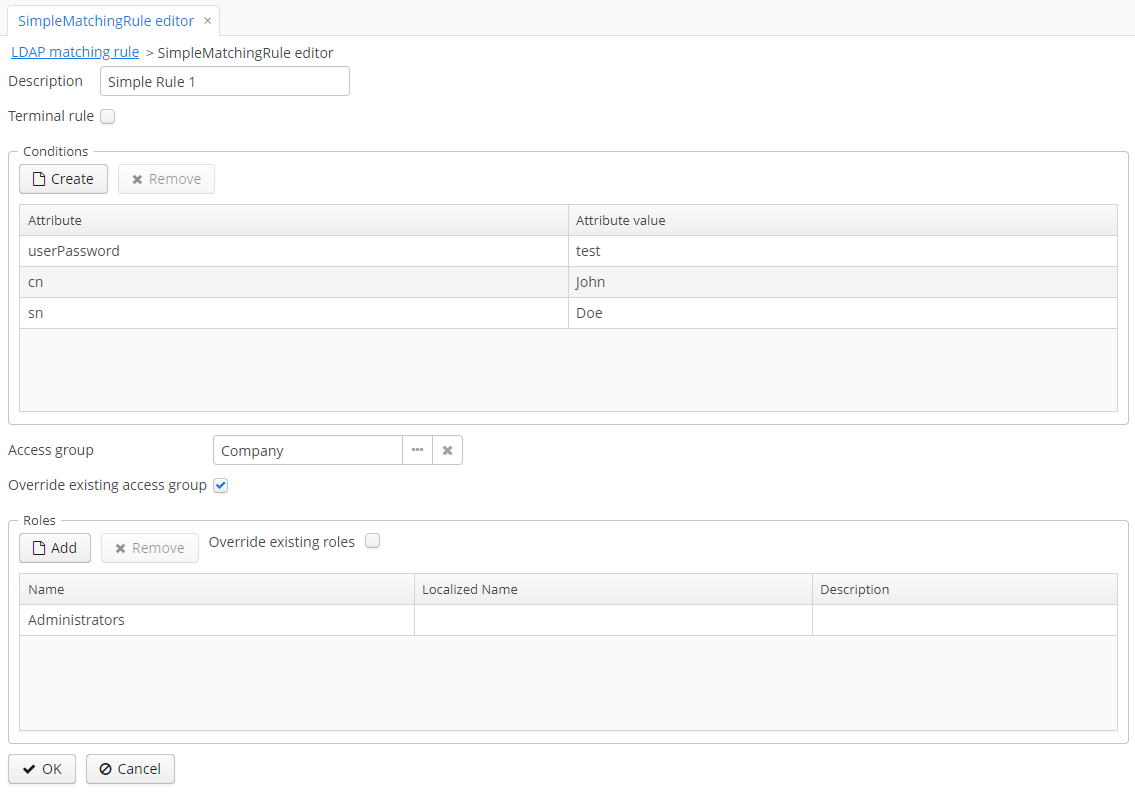 SimpleMatchingRule editor ×
LDAP matching rule > SimpleMatchingRule editor
Description Simple Rule 1
Terminal rule
Conditions
Create Remove
Attribute Attribute value
userPassword test
cn John
sn Doe
Access group Company
Override existing access group
Roles
Add Remove Override existing roles
Name Localized Name Description
Administrators
OK Cancel